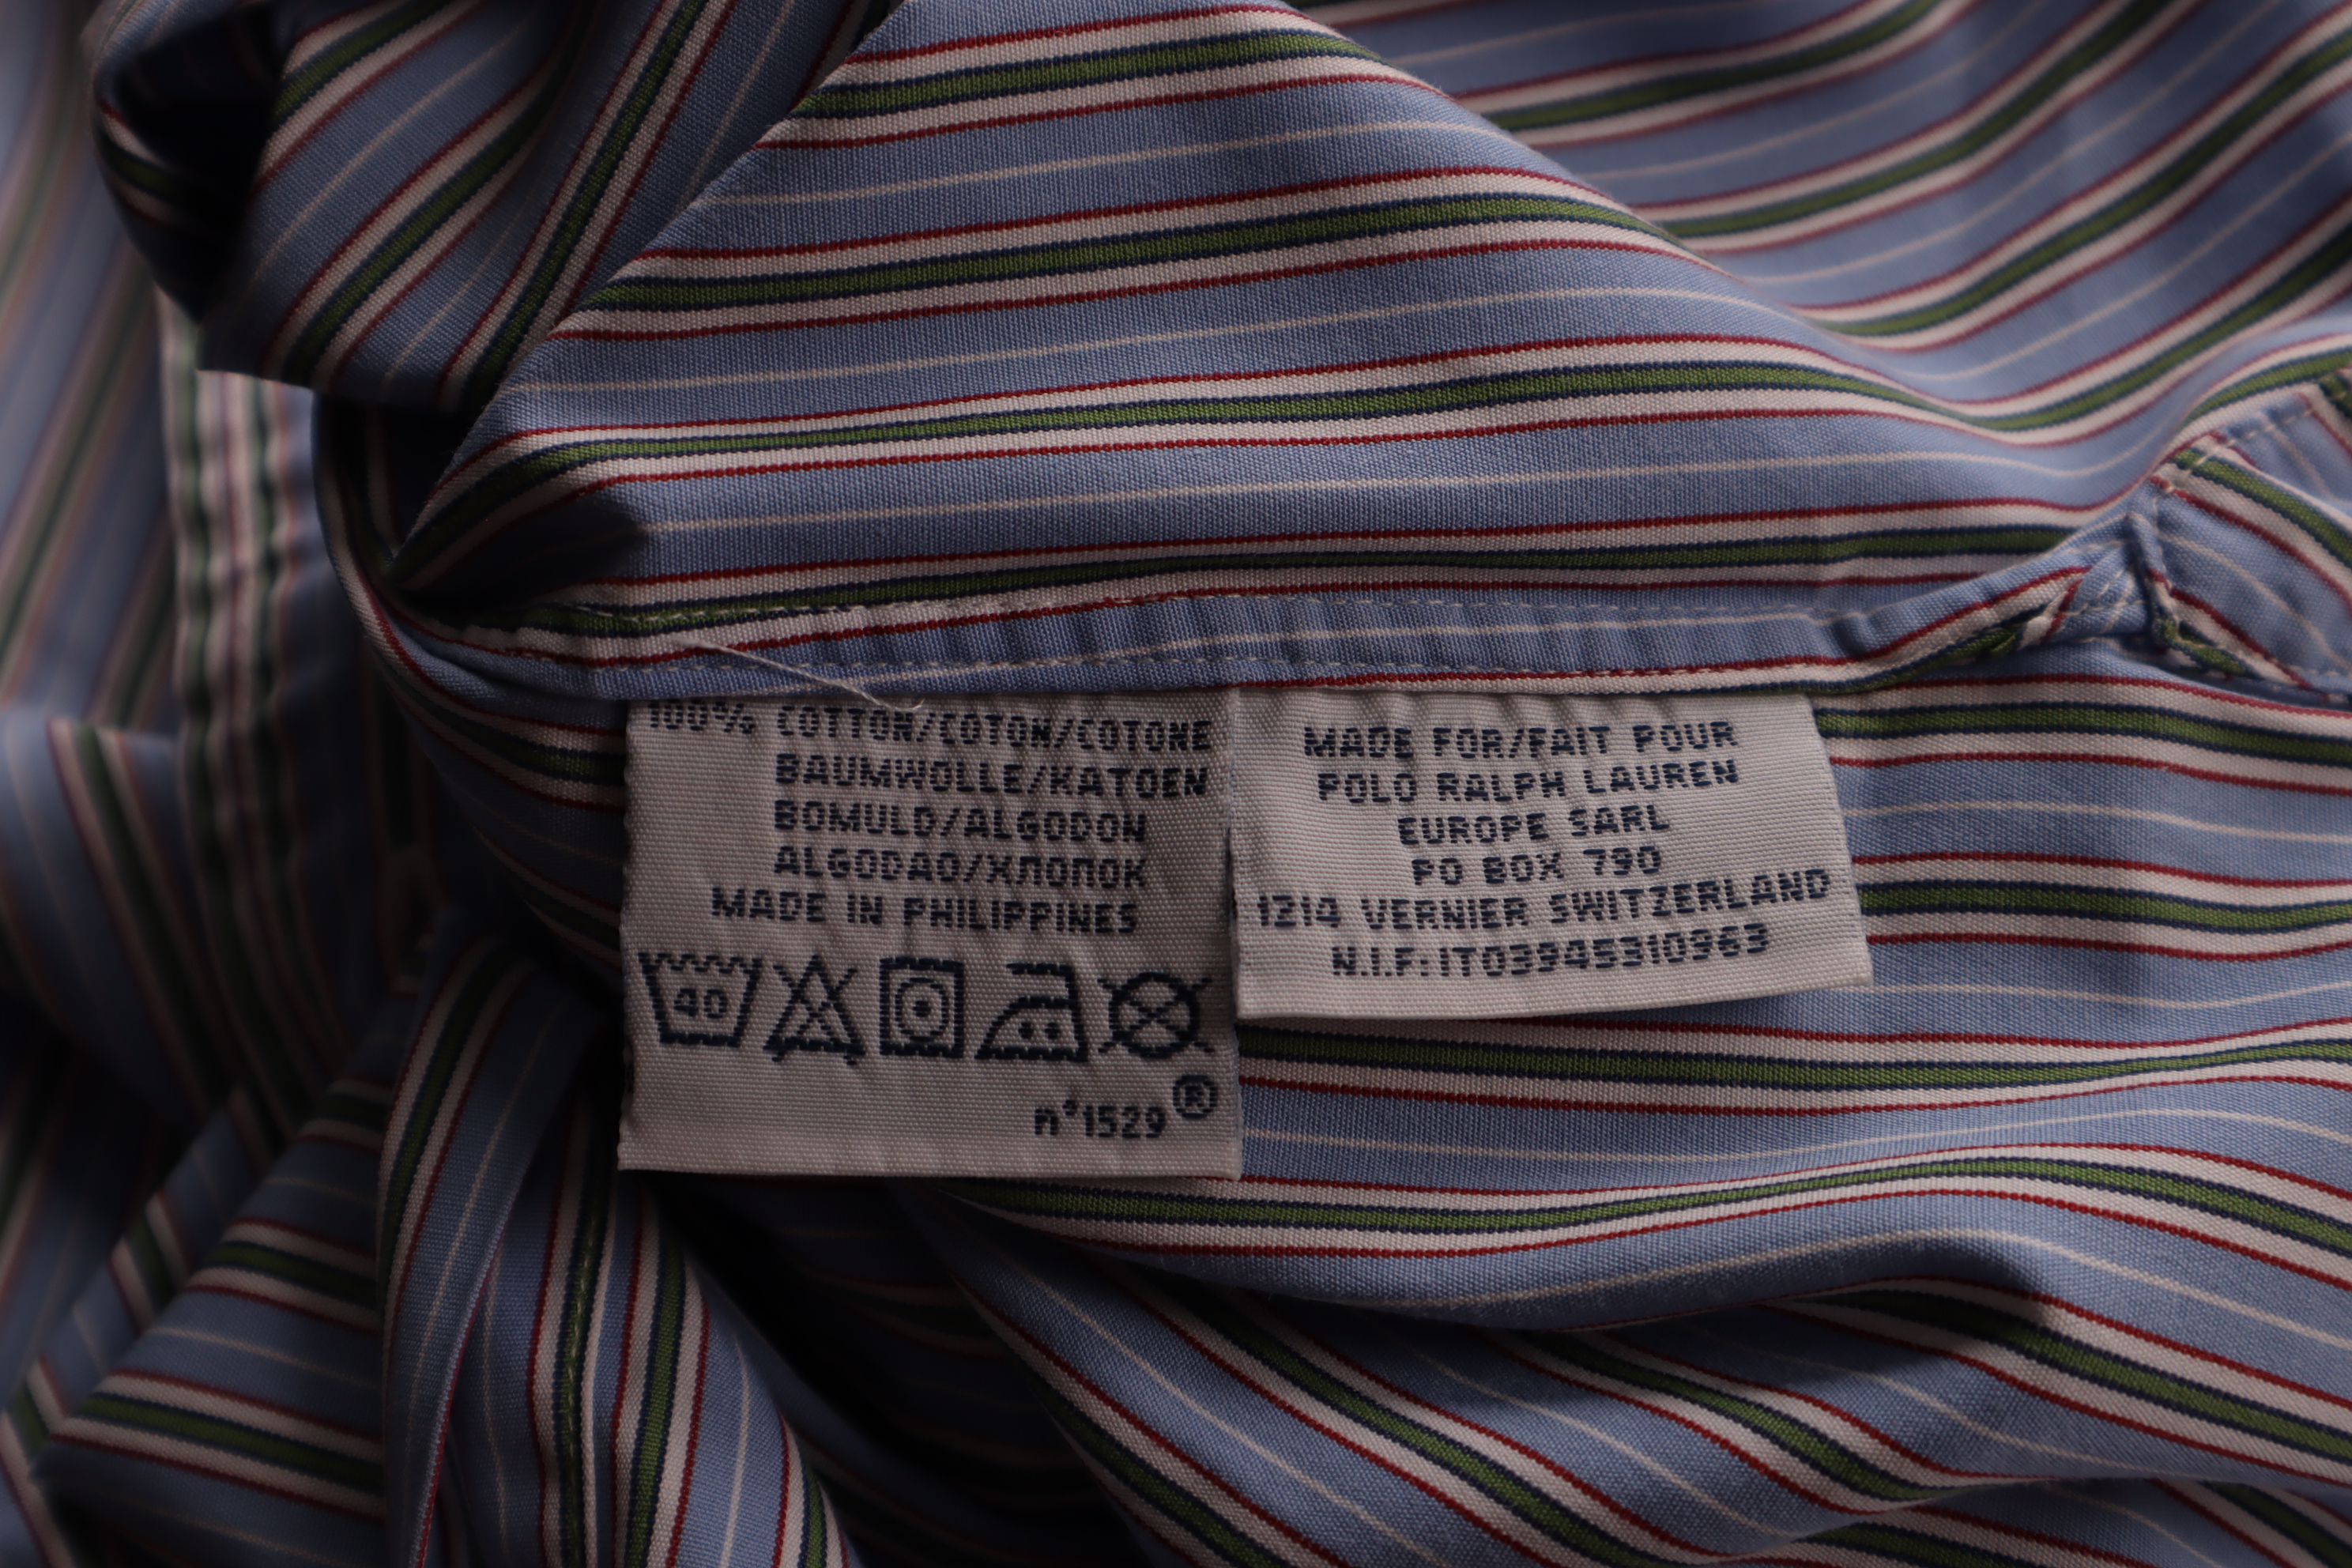 100% COTTON/COTON/COTONE
BAUMWOLLE/KATOEN
BOMULD/ALGODON
ALGODAO/ХЛОПОК
MADE IN PHILIPPINES
40
n°1529®
MADE FOR/FAIT POUR
POLO RALPH LAUREN
EUROPE SARL
PO BOX 790
1214 VERNIER SWITZERLAND
N.I.F:IT03945310963